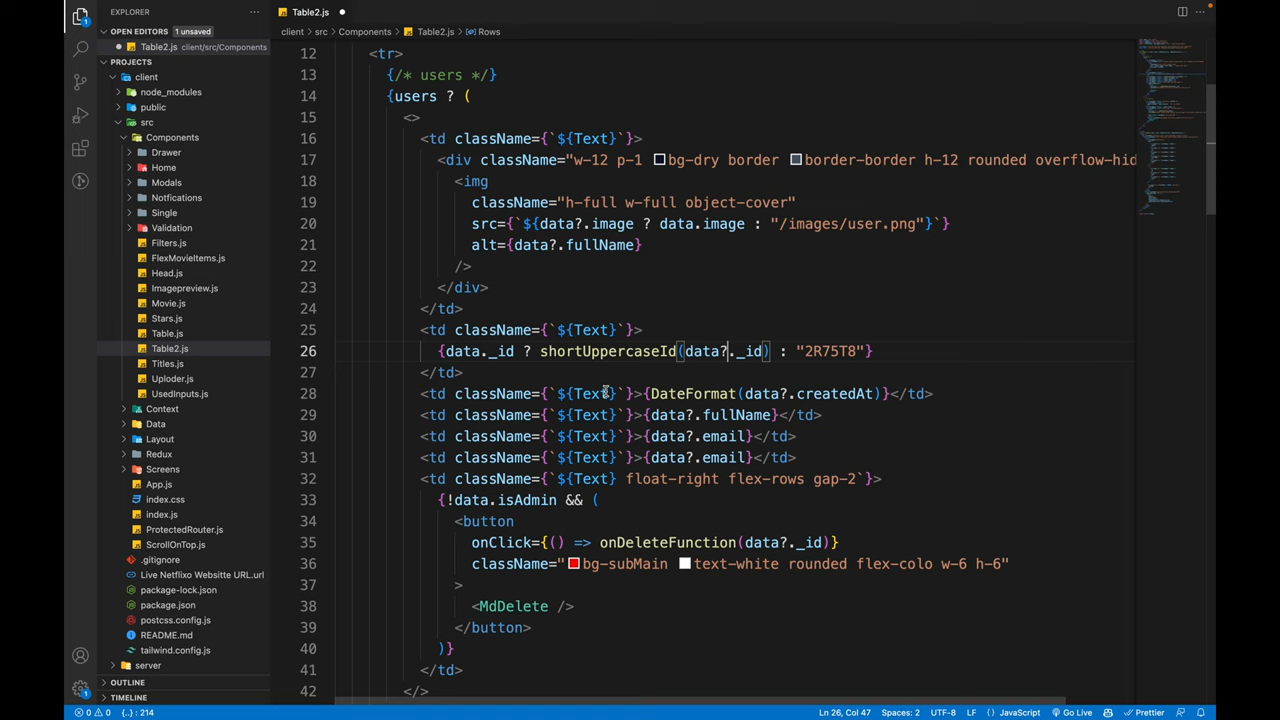 EXPLORER
Table2.js
OPEN EDITORS 1 unsaved
Table2.js client/src/Components
PROJECTS
client
node_modules
public
src
Components
Drawer
Home
Modals
Notfications
Single
Validation
Filters.js
FlexMovieItems.js
Head.js
Imagepreview.js
Movie.js
Stars.js
Table.js
Table2.js
Titles.js
Uploder.js
UsedInputs.js
Context
Data
Layout
Redux
Screens
App.js
index.css
index.js
ProtectedRouter.js
ScrollOnTop.js
.gitignore
Live Netflixo Websitte URL.url
package-lock.json
package.json
postcss.config.js
README.md
tailwind.config.js
server
OUTLINE
TIMELINE
client > src > Components > Table2.js > Rows
12 <tr>
13 {/* users */}
14 {users ? (
15 <>
16 <td className={`${Text}`}>
17 <div className="w-12 p-1 bg-dry border border-border h-12 rounded overflow-hid
18 <img
19 className="h-full w-full object-cover"
20 src={`${data?.image ? data.image : "/images/user.png"}`}
21 alt={data?.fullName}
22 />
23 </div>
24 </td>
25 <td className={`${Text}`}>
26 {data._id ? shortUppercaseId(data?._id) : "2R75T8"}
27 </td>
28 <td className={`${Text}`}>{DateFormat(data?.createdAt)}</td>
29 <td className={`${Text}`}>{data?.fullName}</td>
30 <td className={`${Text}`}>{data?.email}</td>
31 <td className={`${Text}`}>{data?.email}</td>
32 <td className={`${Text} float-right flex-rows gap-2`}>
33 {!data.isAdmin && (
34 <button
35 onClick={() => onDeleteFunction(data?._id)}
36 className=" bg-subMain text-white rounded flex-colo w-6 h-6"
37 >
38 <MdDelete />
39 </button>
40 )}
41 </td>
42 </>
0 0 {..} : 214
Ln 26, Col 47 Spaces: 2 UTF-8 LF {} JavaScript Go Live Prettier